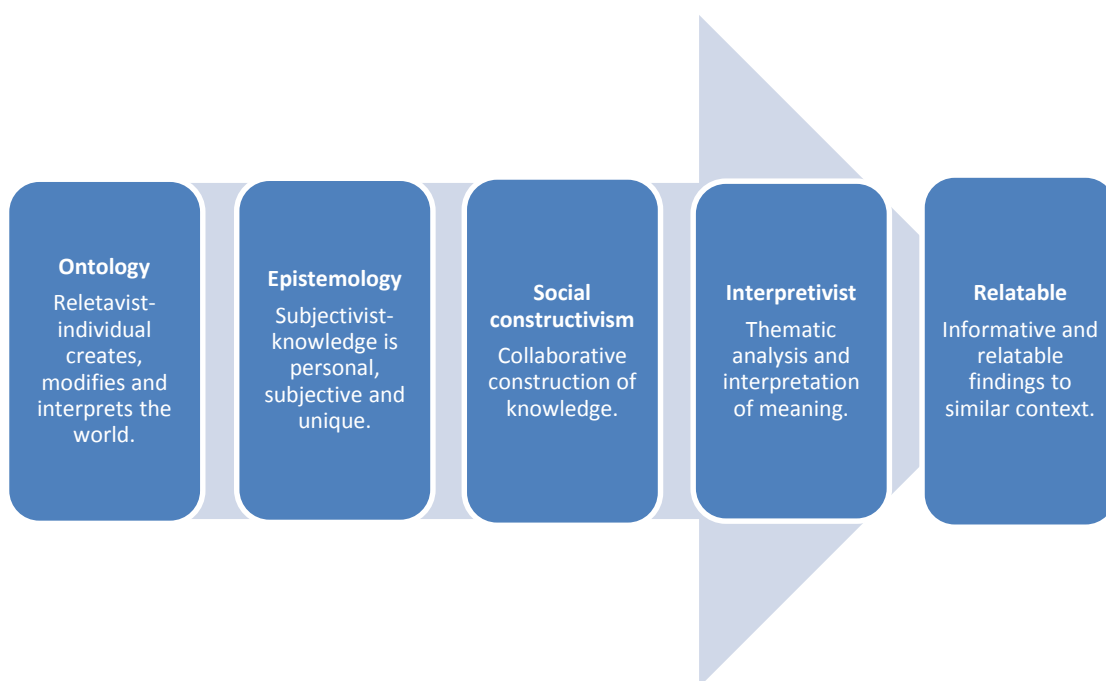 Ontology
Reletavist-
individual
creates,
modifies and
interprets the
world.
Epistemology
Subjectivist-
knowledge is
personal,
subjective and
unique.
Social
constructivism
Collaborative
construction of
knowledge.
Interpretivist
Thematic
analysis and
interpretation
of meaning.
Relatable
Informative and
relatable
findings to
similar context.